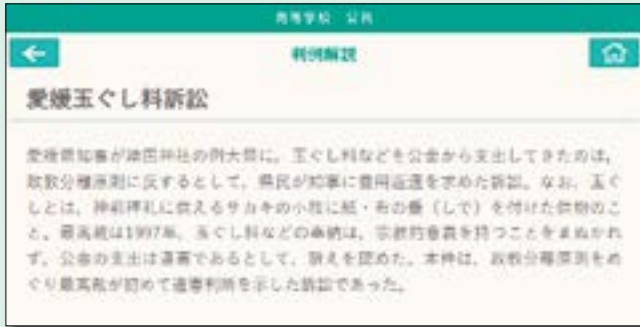 高等学校　公共
判例解説
愛媛玉ぐし料訴訟
愛媛県知事が靖国神社の例大祭に，玉ぐし料などを公金から支出してきたのは，
政教分離原則に反するとして，県民が知事に費用返還を求めた訴訟。なお，玉ぐ
しとは，神前拝礼に供えるサカキの小枝に紙・布の垂（しで）を付けた供物のこ
と。最高裁は1997年，玉ぐし料などの奉納は，宗教的意義を持つことをまぬかれ
ず，公金の支出は違憲であるとして，訴えを認めた。本件は，政教分離原則をめ
ぐり最高裁が初めて違憲判断を示した訴訟であった。